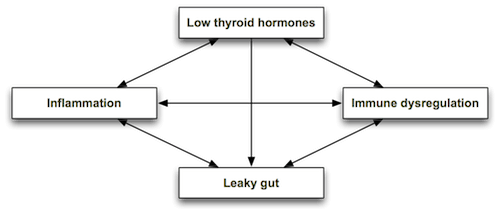 Low thyroid hormones
Inflammation
Immune dysregulation
Leaky gut